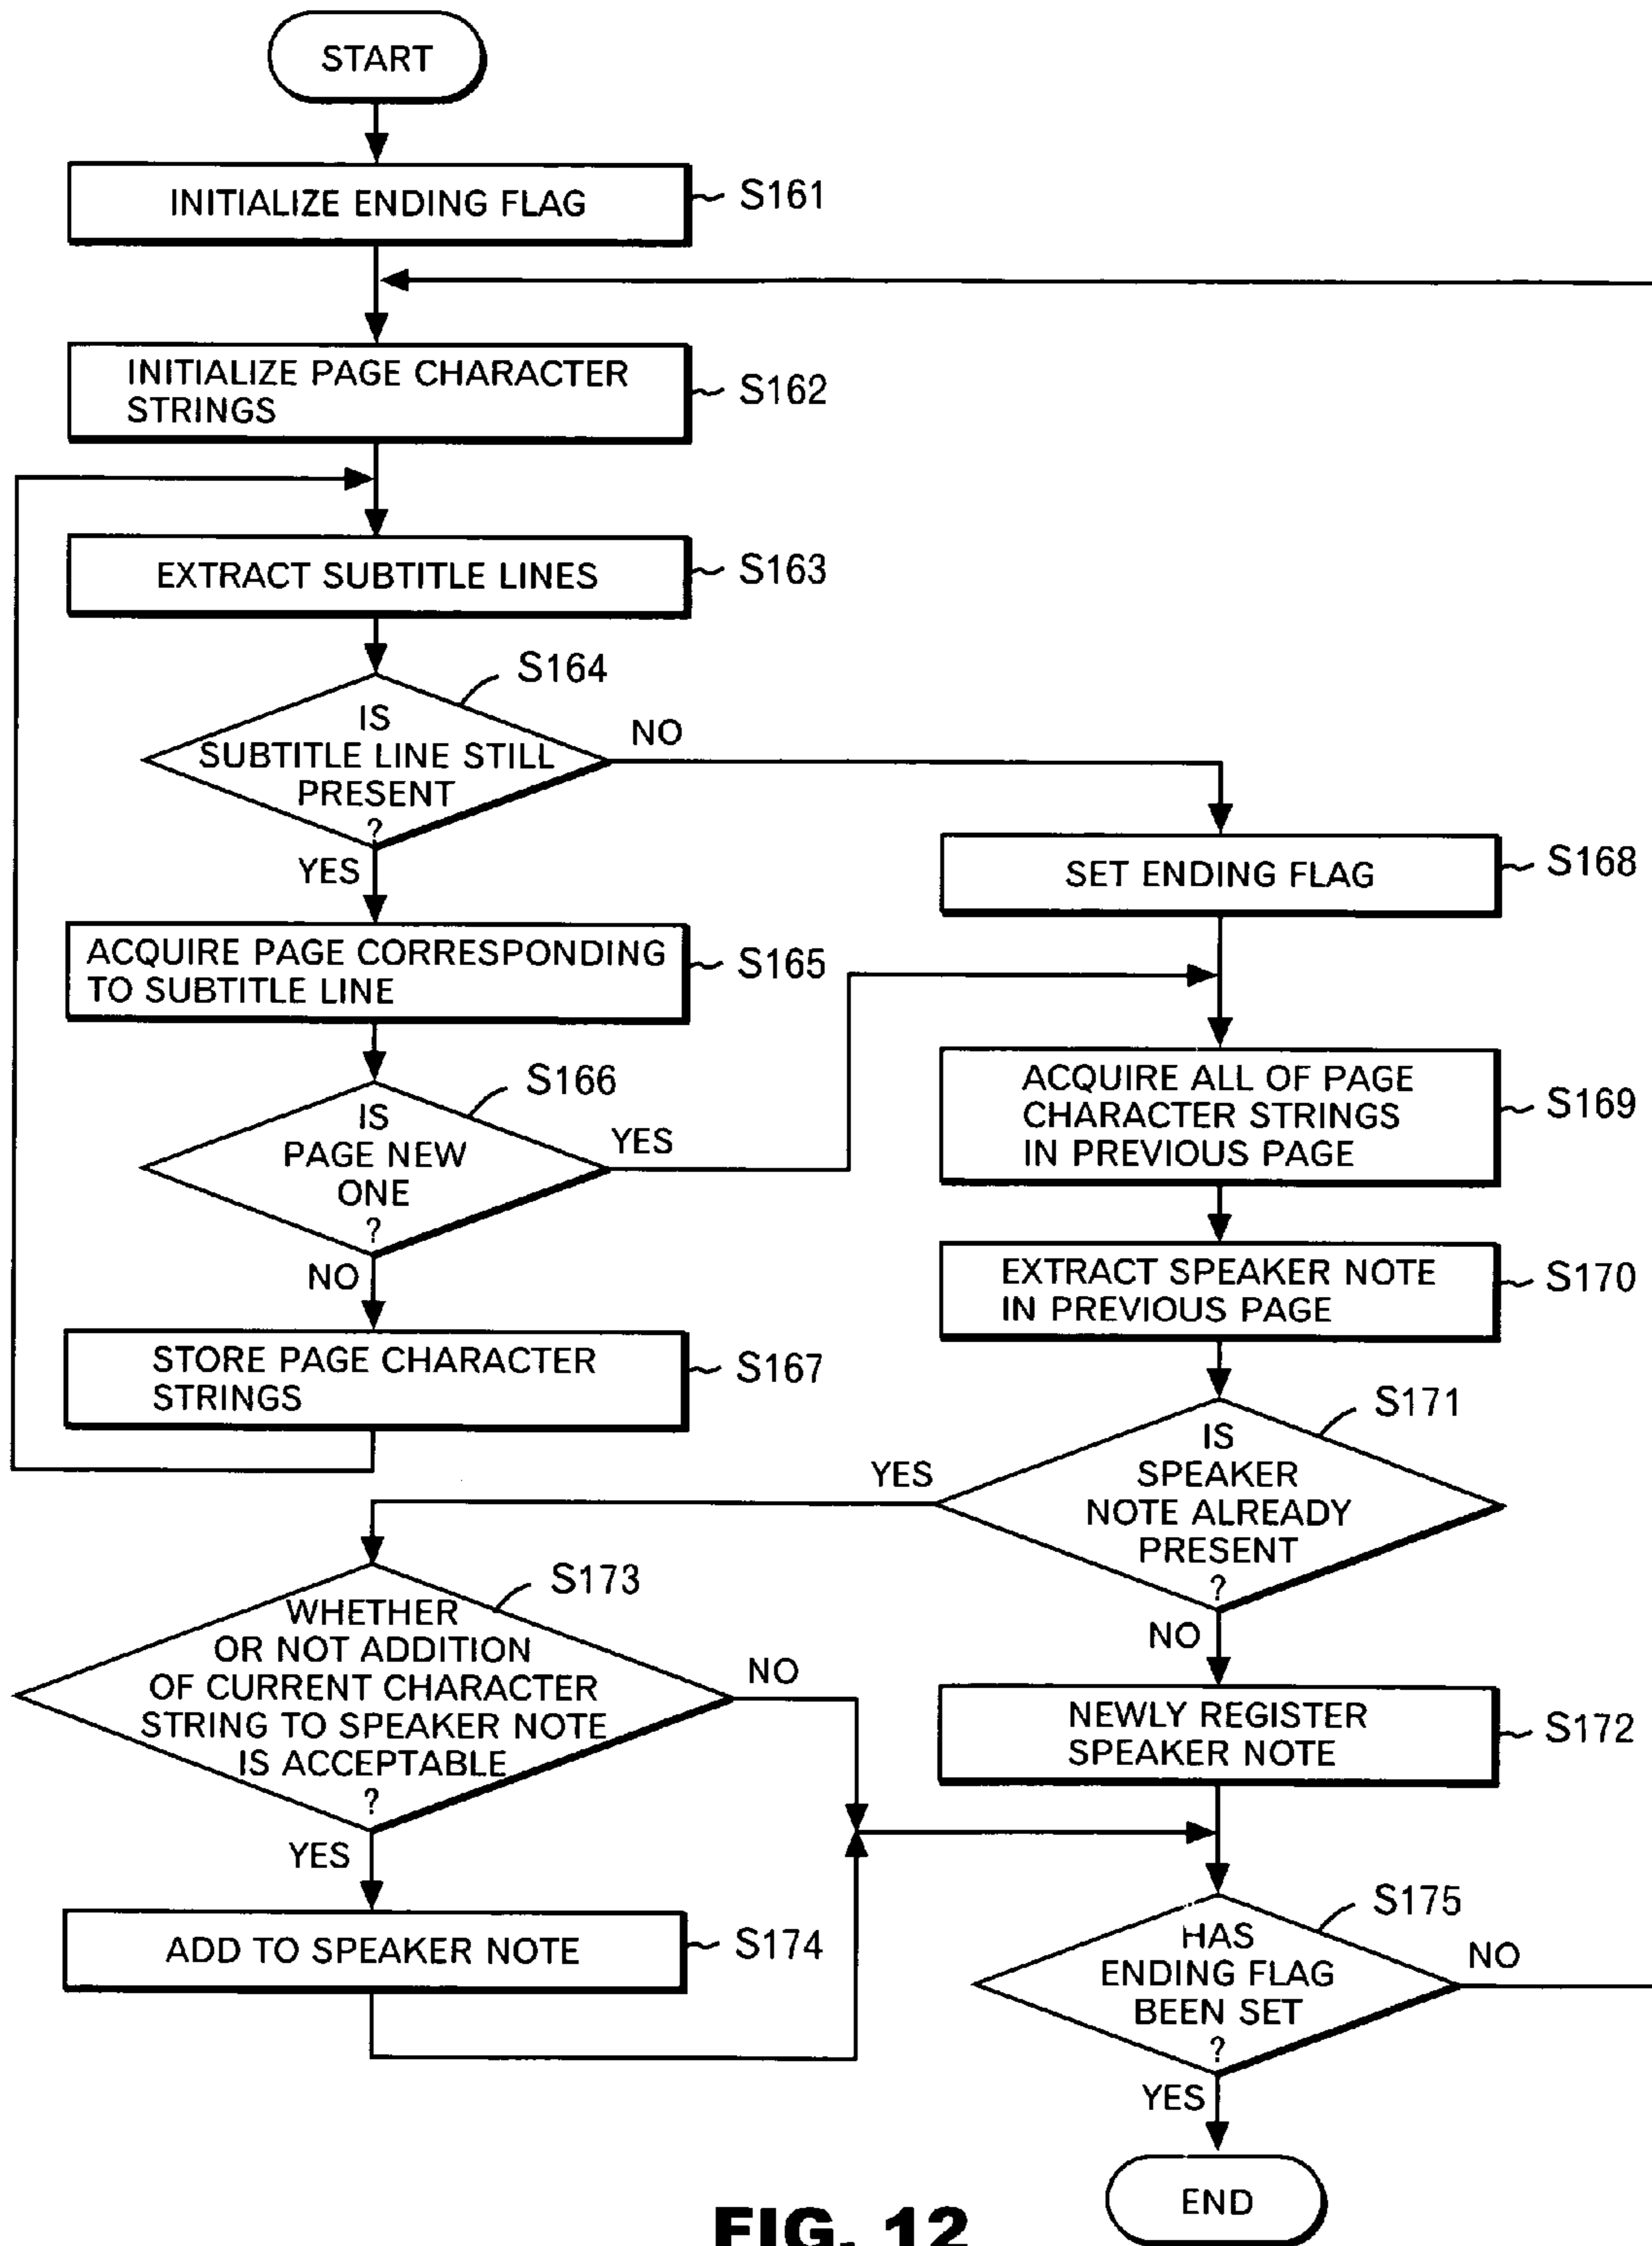 START
INITIALIZE ENDING FLAG
S161
INITIALIZE PAGE CHARACTER
STRINGS
S162
EXTRACT SUBTITLE LINES
S163
S164
IS
SUBTITLE LINE STILL
PRESENT
?
NO
YES
ACQUIRE PAGE CORRESPONDING
TO SUBTITLE LINE
S165
S166
IS
PAGE NEW
ONE
?
YES
NO
STORE PAGE CHARACTER
STRINGS
S167
SET ENDING FLAG
S168
ACQUIRE ALL OF PAGE
CHARACTER STRINGS
IN PREVIOUS PAGE
S169
EXTRACT SPEAKER NOTE
IN PREVIOUS PAGE
S170
S171
IS
SPEAKER
NOTE ALREADY
PRESENT
?
YES
NO
NEWLY REGISTER
SPEAKER NOTE
S172
S173
WHETHER
OR NOT ADDITION
OF CURRENT CHARACTER
STRING TO SPEAKER NOTE
IS ACCEPTABLE
?
NO
YES
ADD TO SPEAKER NOTE
S174
S175
HAS
ENDING FLAG
BEEN SET
?
NO
YES
END
FIG. 12